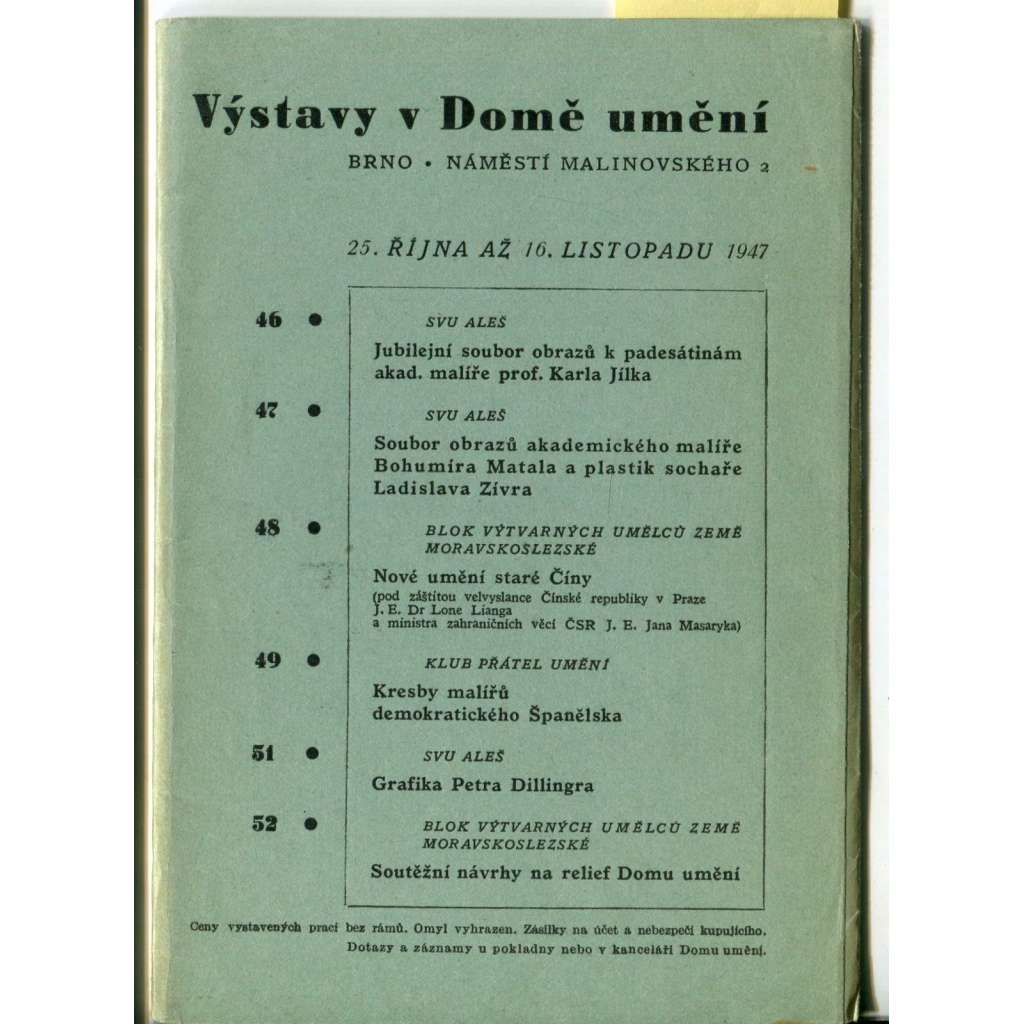 Výstavy v Domě umění
BRNO • NÁMĚSTÍ MALINOVSKÉHO 2
25. ŘÍJNA AŽ 16. LISTOPADU 1947
46 • SVU ALEŠ
Jubilejní soubor obrazů k padesátinám
akad. malíře prof. Karla Jílka
47 • SVU ALEŠ
Soubor obrazů akademického malíře
Bohumíra Matala a plastik sochaře
Ladislava Zívra
48 • BLOK VÝTVARNÝCH UMĚLCŮ ZEMĚ
MORAVSKOSLEZSKÉ
Nové umění staré Číny
(pod záštitou velvyslance Čínské republiky v Praze
J. E. Dr Lone Lianga
a ministra zahraničních věcí ČSR J. E. Jana Masaryka)
49 • KLUB PŘÁTEL UMĚNÍ
Kresby malířů
demokratického Španělska
51 • SVU ALEŠ
Grafika Petra Dillingra
52 • BLOK VÝTVARNÝCH UMĚLCŮ ZEMĚ
MORAVSKOSLEZSKÉ
Soutěžní návrhy na relief Domu umění
Ceny vystavených prací bez rámů. Omyl vyhrazen. Zásilky na účet a nebezpečí kupujícího.
Dotazy a záznamy u pokladny nebo v kanceláři Domu umění.